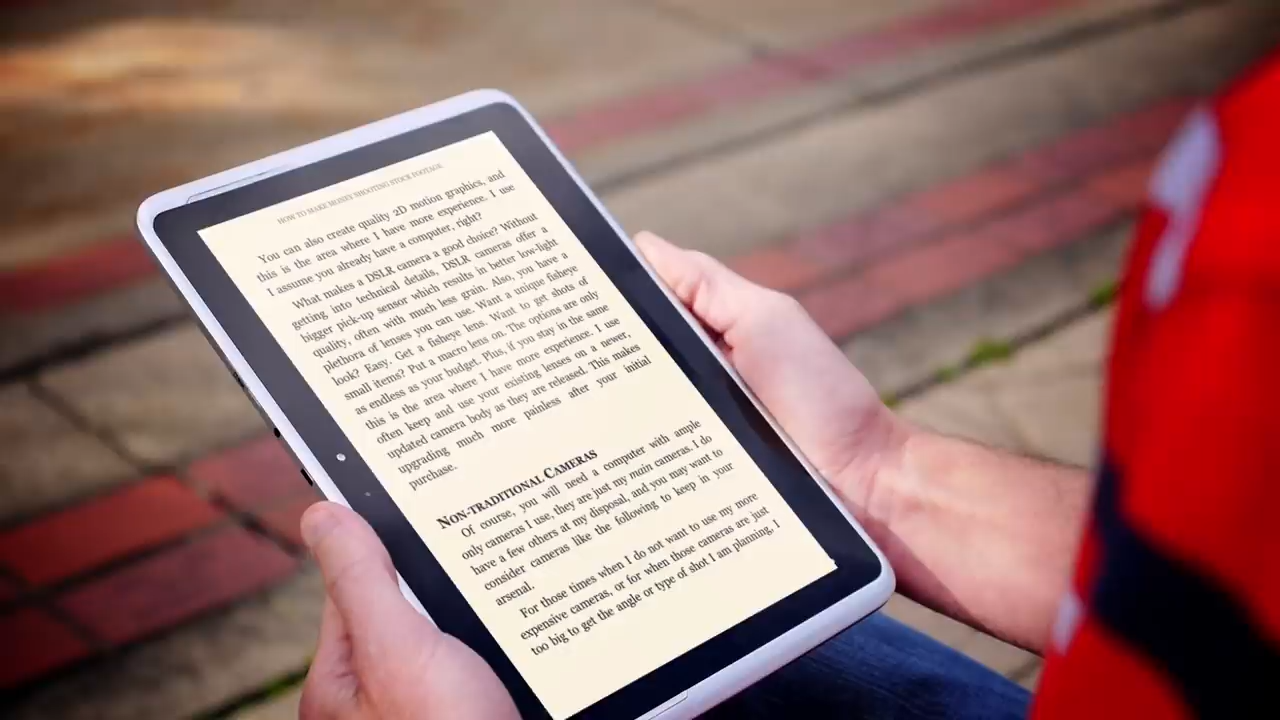 HOW TO MAKE MONEY SHOOTING STOCK FOOTAGE
You can also create quality 2D motion graphics, and
this is the area where I have more experience. I use
I assume you already have a computer, right?
What makes a DSLR camera a good choice? Without
getting into technical details, DSLR cameras offer a
bigger pick-up sensor which results in better low-light
quality, often with much less grain. Also, you have a
plethora of lenses you can use. Want a unique fisheye
look? Easy. Get a fisheye lens. Want to get shots of
small items? Put a macro lens on. The options are only
as endless as your budget. Plus, if you stay in the same
this is the area where I have more experience. I use
often keep and use your existing lenses on a newer,
updated camera body as they are released. This makes
upgrading much more painless after your initial
purchase.
NON-TRADITIONAL CAMERAS
Of course, you will need a computer with ample
only cameras I use, they are just my main cameras. I do
have a few others at my disposal, and you may want to
consider cameras like the following to keep in your
arsenal.
For those times when I do not want to use my more
expensive cameras, or for when those cameras are just
too big to get the angle or type of shot I am planning, I